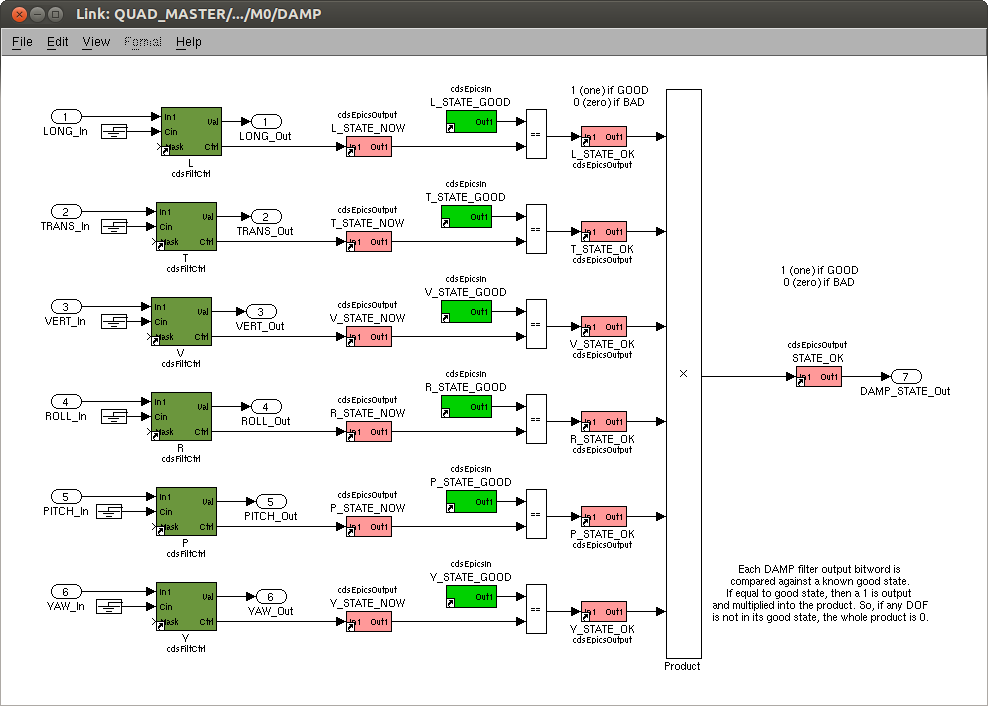 Link: QUAD_MASTER/.../M0/DAMP
File Edit View Format Help
1
LONG_In
In1
Cin
Mask
Val
Ctrl
L
cdsFiltCtrl
1
LONG_Out
cdsEpicsOutput
L_STATE_NOW
In1 Out1
cdsEpicsIn
L_STATE_GOOD
Out1
==
1 (one) if GOOD
0 (zero) if BAD
In1 Out1
L_STATE_OK
cdsEpicsOutput
2
TRANS_In
In1
Cin
Mask
Val
Ctrl
T
cdsFiltCtrl
2
TRANS_Out
cdsEpicsOutput
T_STATE_NOW
In1 Out1
cdsEpicsIn
T_STATE_GOOD
Out1
==
In1 Out1
T_STATE_OK
cdsEpicsOutput
3
VERT_In
In1
Cin
Mask
Val
Ctrl
V
cdsFiltCtrl
3
VERT_Out
cdsEpicsOutput
V_STATE_NOW
In1 Out1
cdsEpicsIn
V_STATE_GOOD
Out1
==
In1 Out1
V_STATE_OK
cdsEpicsOutput
4
ROLL_In
In1
Cin
Mask
Val
Ctrl
R
cdsFiltCtrl
4
ROLL_Out
cdsEpicsOutput
R_STATE_NOW
In1 Out1
cdsEpicsIn
R_STATE_GOOD
Out1
==
In1 Out1
R_STATE_OK
cdsEpicsOutput
5
PITCH_In
In1
Cin
Mask
Val
Ctrl
P
cdsFiltCtrl
5
PITCH_Out
cdsEpicsOutput
P_STATE_NOW
In1 Out1
cdsEpicsIn
P_STATE_GOOD
Out1
==
In1 Out1
P_STATE_OK
cdsEpicsOutput
6
YAW_In
In1
Cin
Mask
Val
Ctrl
Y
cdsFiltCtrl
6
YAW_Out
cdsEpicsOutput
Y_STATE_NOW
In1 Out1
cdsEpicsIn
Y_STATE_GOOD
Out1
==
In1 Out1
Y_STATE_OK
cdsEpicsOutput
×
Product
1 (one) if GOOD
0 (zero) if BAD
cdsEpicsOutput
STATE_OK
In1 Out1
7
DAMP_STATE_Out
Each DAMP filter output bitword is
compared against a known good state.
If equal to good state, then a 1 is output
and multiplied into the product. So, if any DOF
is not in its good state, the whole product is 0.